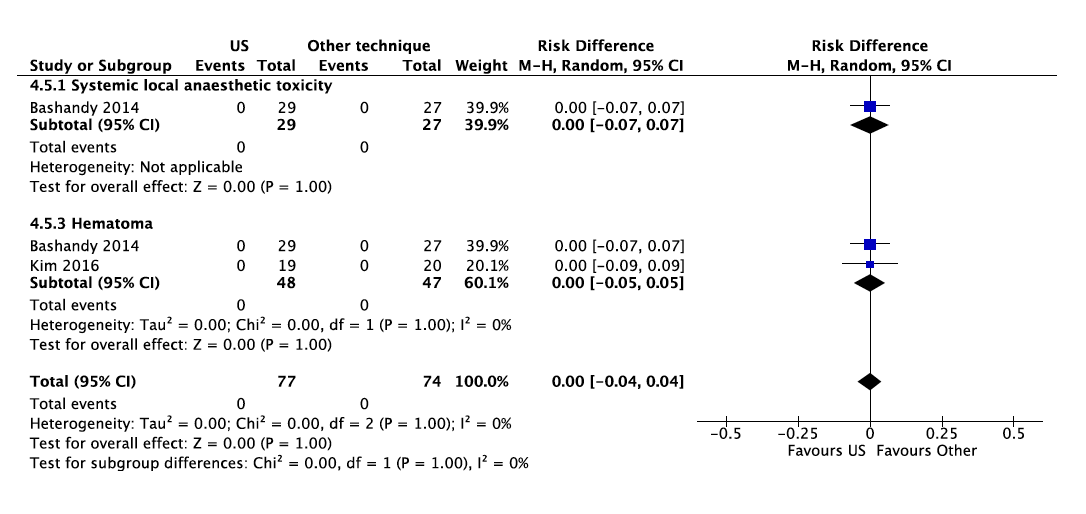 US Other technique Risk Difference Risk Difference
Study or Subgroup Events Total Events Total Weight M-H, Random, 95% CI M-H, Random, 95% CI
4.5.1 Systemic local anaesthetic toxicity
Bashandy 2014 0 29 0 27 39.9% 0.00 [-0.07, 0.07]
Subtotal (95% CI) 29 27 39.9% 0.00 [-0.07, 0.07]
Total events 0 0
Heterogeneity: Not applicable
Test for overall effect: Z = 0.00 (P = 1.00)
4.5.3 Hematoma
Bashandy 2014 0 29 0 27 39.9% 0.00 [-0.07, 0.07]
Kim 2016 0 19 0 20 20.1% 0.00 [-0.09, 0.09]
Subtotal (95% CI) 48 47 60.1% 0.00 [-0.05, 0.05]
Total events 0 0
Heterogeneity: Tau² = 0.00; Chi² = 0.00, df = 1 (P = 1.00); I² = 0%
Test for overall effect: Z = 0.00 (P = 1.00)
Total (95% CI) 77 74 100.0% 0.00 [-0.04, 0.04]
Total events 0 0
Heterogeneity: Tau² = 0.00; Chi² = 0.00, df = 2 (P = 1.00); I² = 0%
Test for overall effect: Z = 0.00 (P = 1.00)
Test for subgroup differences: Chi² = 0.00, df = 1 (P = 1.00), I² = 0%
-0.5 -0.25 0 0.25 0.5
Favours US Favours Other